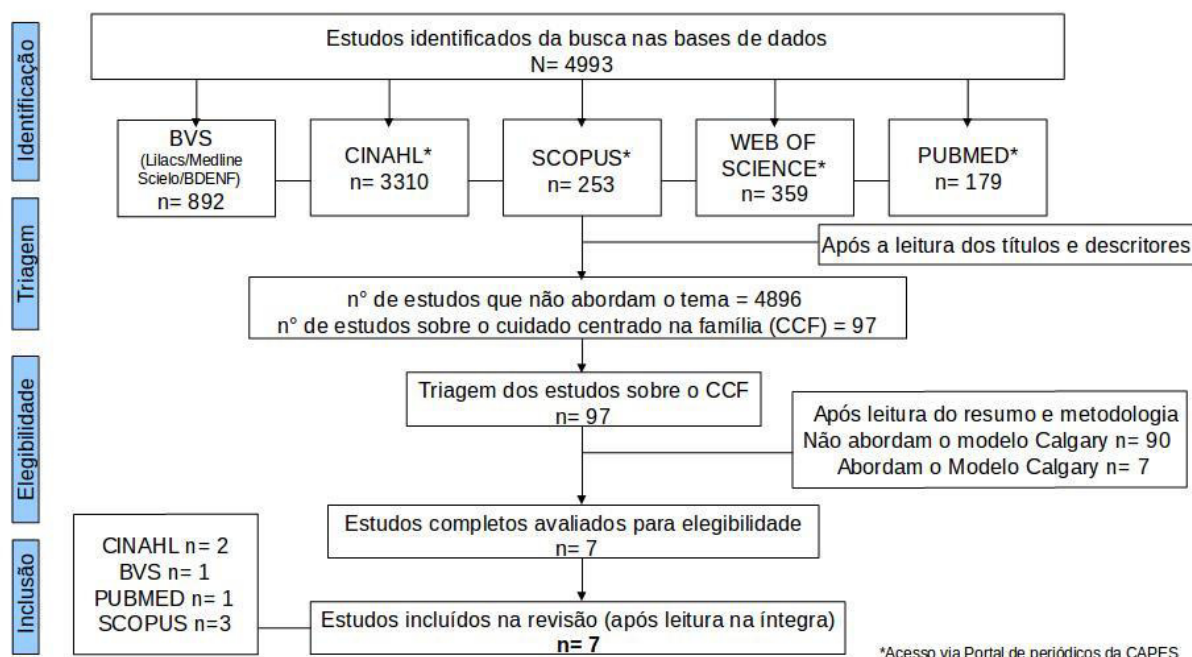 Identificação
Estudos identificados da busca nas bases de dados
N= 4993
BVS
(Lilacs/Medline
Scielo/BDENF)
n= 892
CINAHL*
n= 3310
SCOPUS*
n= 253
WEB OF
SCIENCE*
n= 359
PUBMED*
n= 179
Triagem
Após a leitura dos títulos e descritores
n° de estudos que não abordam o tema = 4896
n° de estudos sobre o cuidado centrado na família (CCF) = 97
Elegibilidade
Triagem dos estudos sobre o CCF
n= 97
Após leitura do resumo e metodologia
Não abordam o modelo Calgary n= 90
Abordam o Modelo Calgary n= 7
Estudos completos avaliados para elegibilidade
n= 7
Inclusão
CINAHL n= 2
BVS n= 1
PUBMED n= 1
SCOPUS n=3
Estudos incluídos na revisão (após leitura na íntegra)
n= 7
*Acesso via Portal de periódicos da CAPES